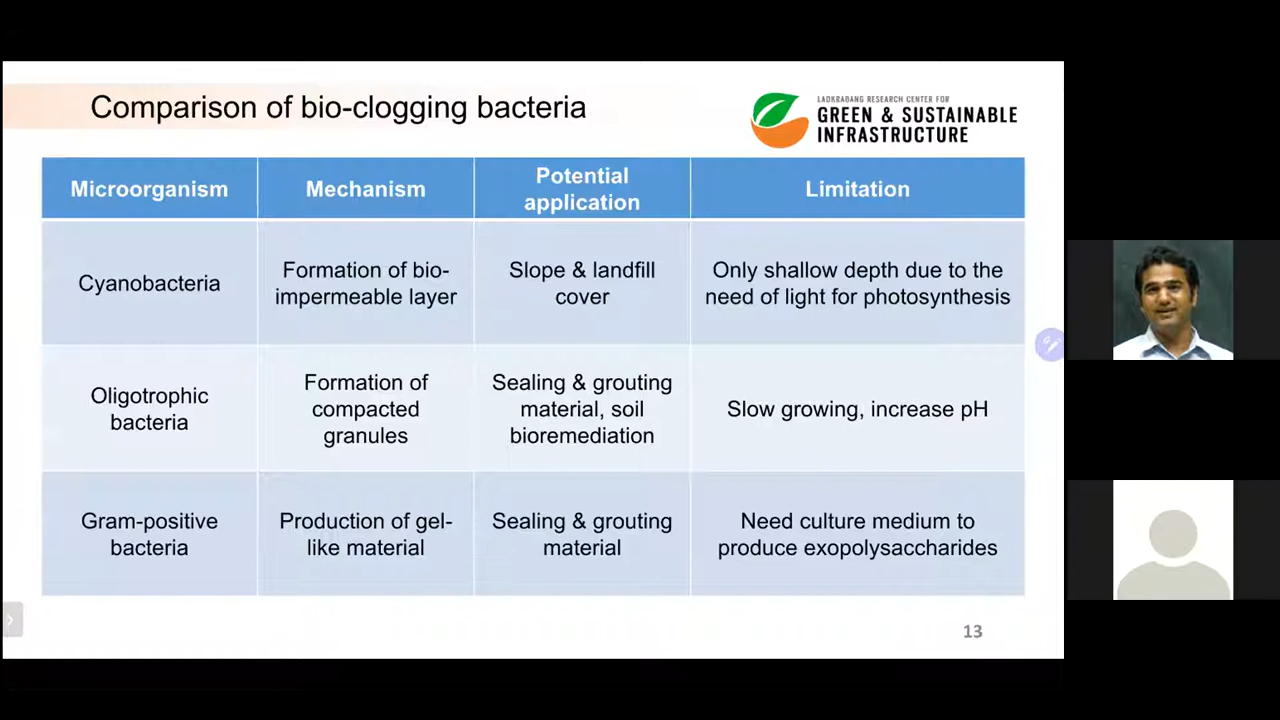 Comparison of bio-clogging bacteria
LADKRABANG RESEARCH CENTER FOR
GREEN & SUSTAINABLE
INFRASTRUCTURE
Microorganism
Mechanism
Potential
application
Limitation
Cyanobacteria
Formation of bio-
impermeable layer
Slope & landfill
cover
Only shallow depth due to the
need of light for photosynthesis
Oligotrophic
bacteria
Formation of
compacted
granules
Sealing & grouting
material, soil
bioremediation
Slow growing, increase pH
Gram-positive
bacteria
Production of gel-
like material
Sealing & grouting
material
Need culture medium to
produce exopolysaccharides
13